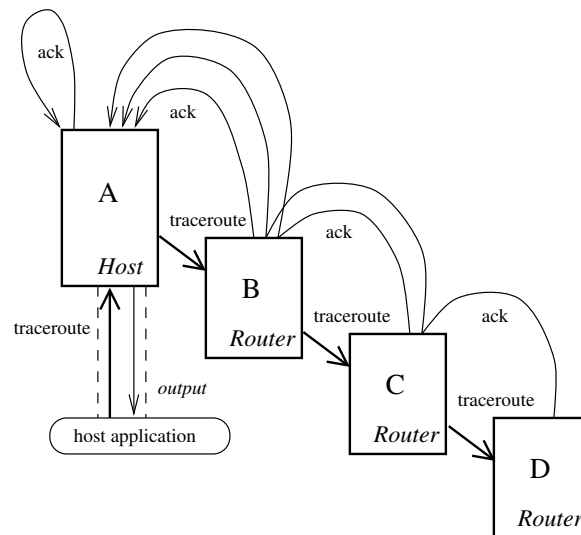 ack
ack
A
traceroute
Host
ack
B
traceroute
Router
traceroute
ack
C
output
traceroute
Router
host application
D
Router